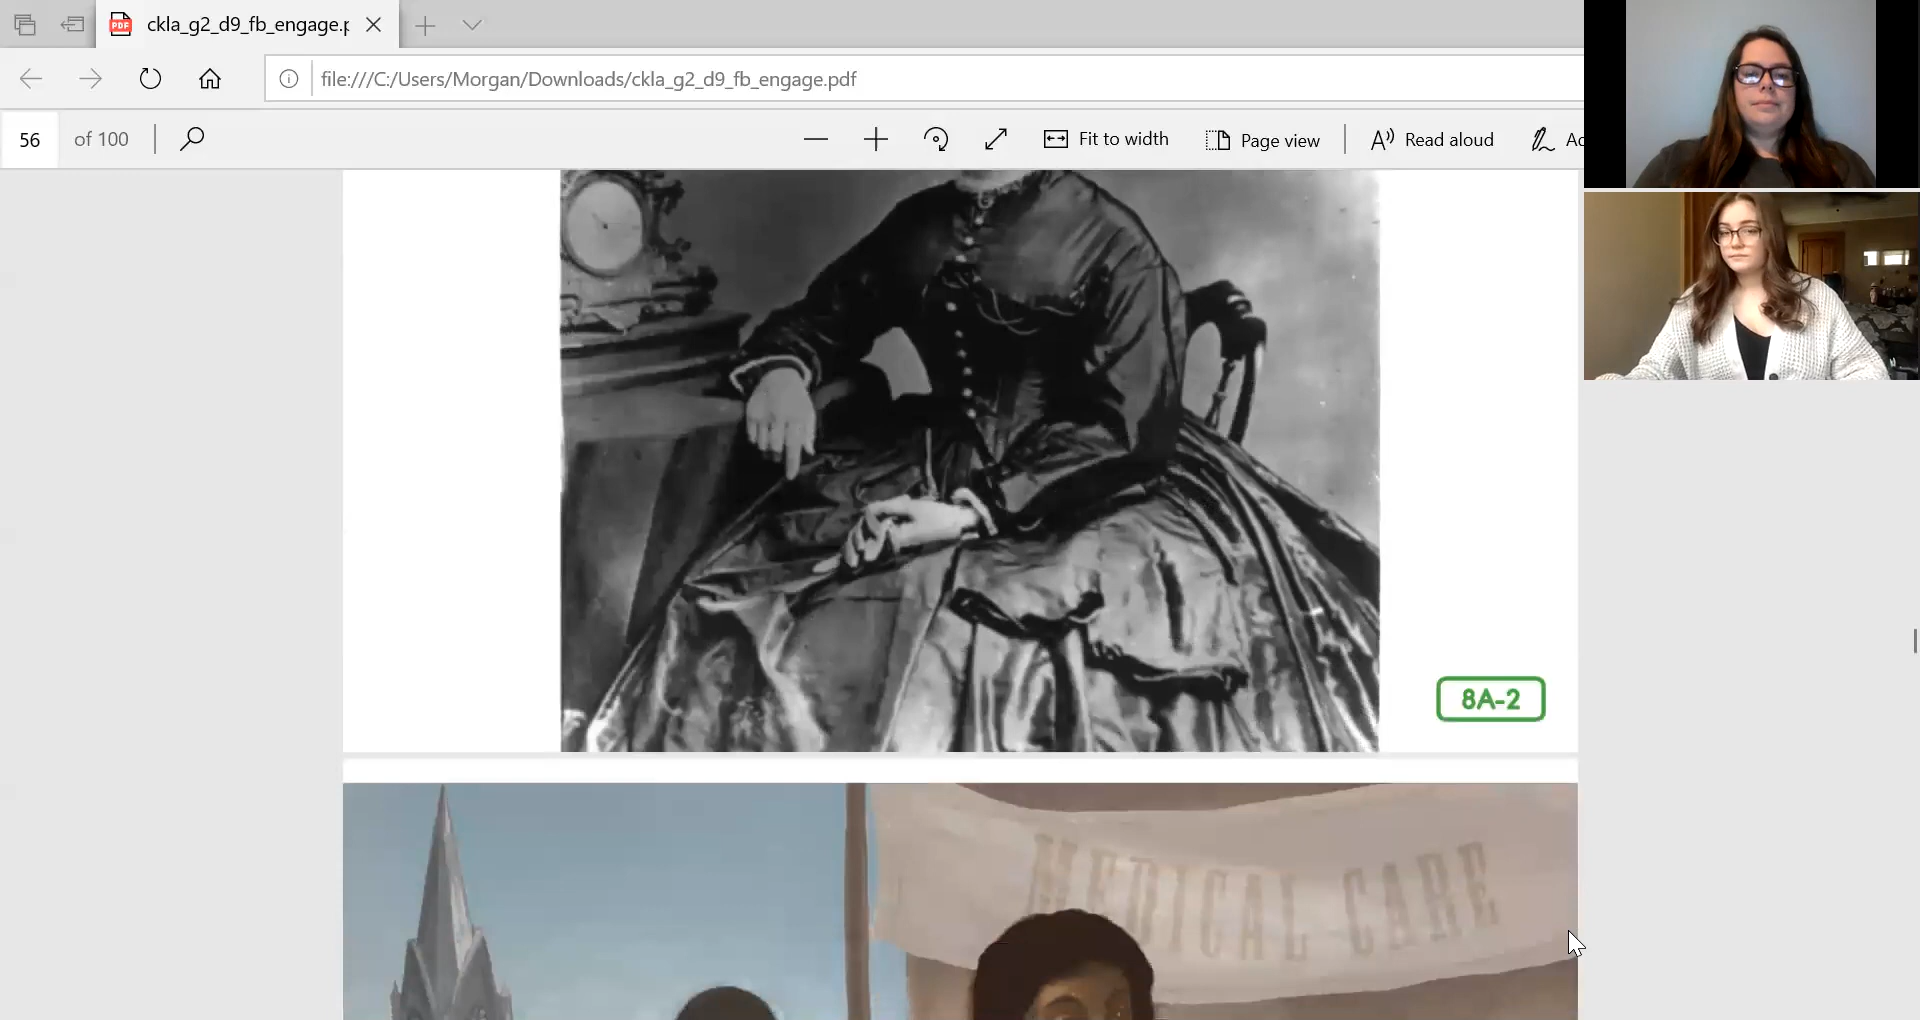 ckla_g2_d9_fb_engage.p
file:///C:/Users/Morgan/Downloads/ckla_g2_d9_fb_engage.pdf
56 of 100
Fit to width
Page view
Read aloud
8A-2
MEDICAL CARE